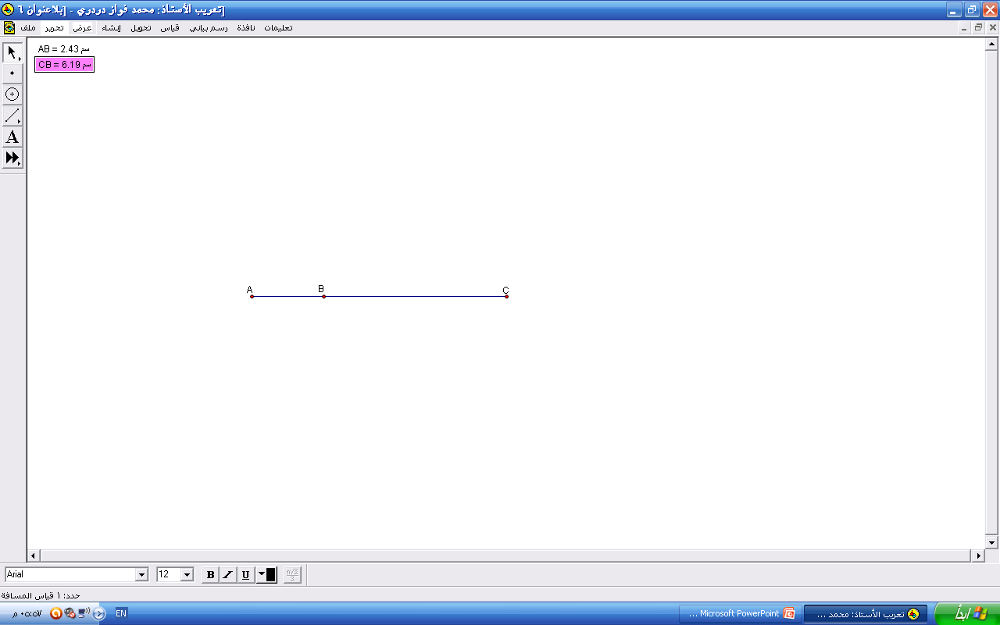 [تعريب الأستاذ: محمد فواز دردري - [بلاعنوان ٦
ملف تحرير عرض إنشاء تحويل قياس رسم بياني نافذة تعليمات
AB = 2.43 سم
CB = 6.19 سم
A
B
C
Arial 12 B I U
حدد: ١ قياس المسافة
٠٥:٥٧ م EN Microsoft PowerPoint ... تعريب الأستاذ: محمد ... ابدأ